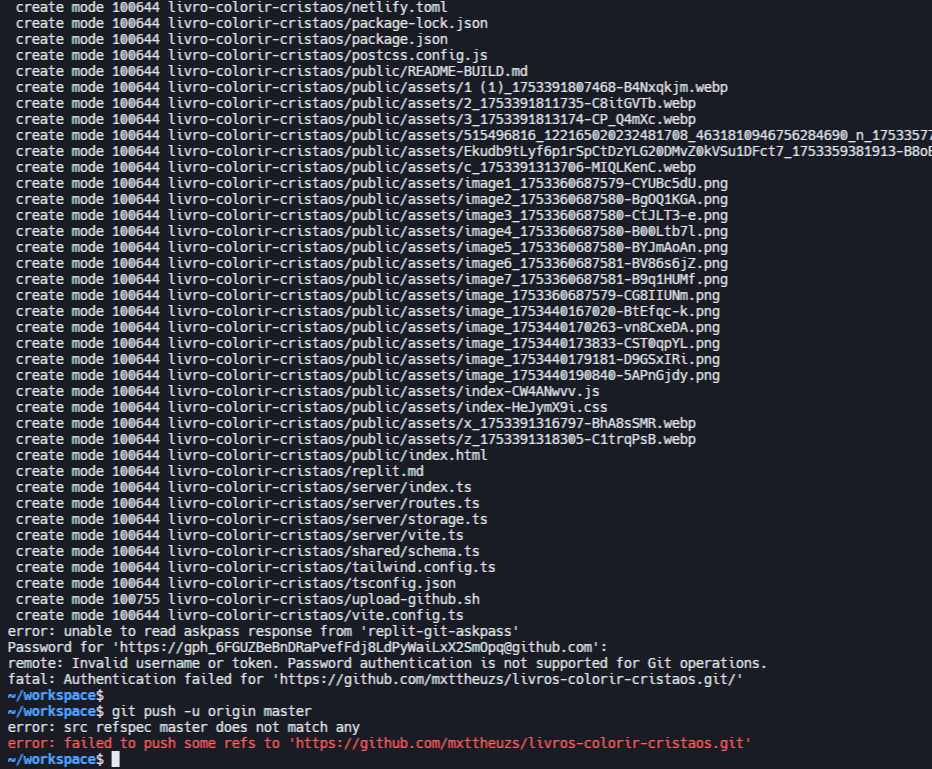 create mode 100644 livro-colorir-cristaos/netlify.toml
create mode 100644 livro-colorir-cristaos/package-lock.json
create mode 100644 livro-colorir-cristaos/package.json
create mode 100644 livro-colorir-cristaos/postcss.config.js
create mode 100644 livro-colorir-cristaos/public/README-BUILD.md
create mode 100644 livro-colorir-cristaos/public/assets/1 (1)_1753391807468-B4Nxqkjm.webp
create mode 100644 livro-colorir-cristaos/public/assets/2_1753391811735-C8itGVTb.webp
create mode 100644 livro-colorir-cristaos/public/assets/3_1753391813174-CP_Q4mXc.webp
create mode 100644 livro-colorir-cristaos/public/assets/515496816_122165020232481708_4631810946756284690_n_17533577
create mode 100644 livro-colorir-cristaos/public/assets/Ekudb9tLyf6p1rSpCtDzYLG20DMvZ0kVSu1DFct7_1753359381913-B8oE
create mode 100644 livro-colorir-cristaos/public/assets/c_1753391313706-MIQLKenC.webp
create mode 100644 livro-colorir-cristaos/public/assets/image1_1753360687579-CYUBc5dU.png
create mode 100644 livro-colorir-cristaos/public/assets/image2_1753360687580-BgOQ1KGA.png
create mode 100644 livro-colorir-cristaos/public/assets/image3_1753360687580-CtJLT3-e.png
create mode 100644 livro-colorir-cristaos/public/assets/image4_1753360687580-B00Ltb7l.png
create mode 100644 livro-colorir-cristaos/public/assets/image5_1753360687580-BYJmAoAn.png
create mode 100644 livro-colorir-cristaos/public/assets/image6_1753360687581-BV86s6jZ.png
create mode 100644 livro-colorir-cristaos/public/assets/image7_1753360687581-B9q1HUMf.png
create mode 100644 livro-colorir-cristaos/public/assets/image_1753360687579-CG8IIUNm.png
create mode 100644 livro-colorir-cristaos/public/assets/image_1753440167020-BtEfqc-k.png
create mode 100644 livro-colorir-cristaos/public/assets/image_1753440170263-vn8CxeDA.png
create mode 100644 livro-colorir-cristaos/public/assets/image_1753440173833-CST0qpYL.png
create mode 100644 livro-colorir-cristaos/public/assets/image_1753440179181-D9GSxIRi.png
create mode 100644 livro-colorir-cristaos/public/assets/image_1753440190840-5APnGjdy.png
create mode 100644 livro-colorir-cristaos/public/assets/index-CW4ANwvv.js
create mode 100644 livro-colorir-cristaos/public/assets/index-HeJymX9i.css
create mode 100644 livro-colorir-cristaos/public/assets/x_1753391316797-BhA8sSMR.webp
create mode 100644 livro-colorir-cristaos/public/assets/z_1753391318305-C1trqPsB.webp
create mode 100644 livro-colorir-cristaos/public/index.html
create mode 100644 livro-colorir-cristaos/replit.md
create mode 100644 livro-colorir-cristaos/server/index.ts
create mode 100644 livro-colorir-cristaos/server/routes.ts
create mode 100644 livro-colorir-cristaos/server/storage.ts
create mode 100644 livro-colorir-cristaos/server/vite.ts
create mode 100644 livro-colorir-cristaos/shared/schema.ts
create mode 100644 livro-colorir-cristaos/tailwind.config.ts
create mode 100644 livro-colorir-cristaos/tsconfig.json
create mode 100755 livro-colorir-cristaos/upload-github.sh
create mode 100644 livro-colorir-cristaos/vite.config.ts
error: unable to read askpass response from 'replit-git-askpass'
Password for 'https://gph_6FGUZBeBnDRaPvefFdj8LdPyWaiLxX2SmOpq@github.com':
remote: Invalid username or token. Password authentication is not supported for Git operations.
fatal: Authentication failed for 'https://github.com/mxttheuzs/livros-colorir-cristaos.git/'
~/workspace$
~/workspace$ git push -u origin master
error: src refspec master does not match any
error: failed to push some refs to 'https://github.com/mxttheuzs/livros-colorir-cristaos.git'
~/workspace$